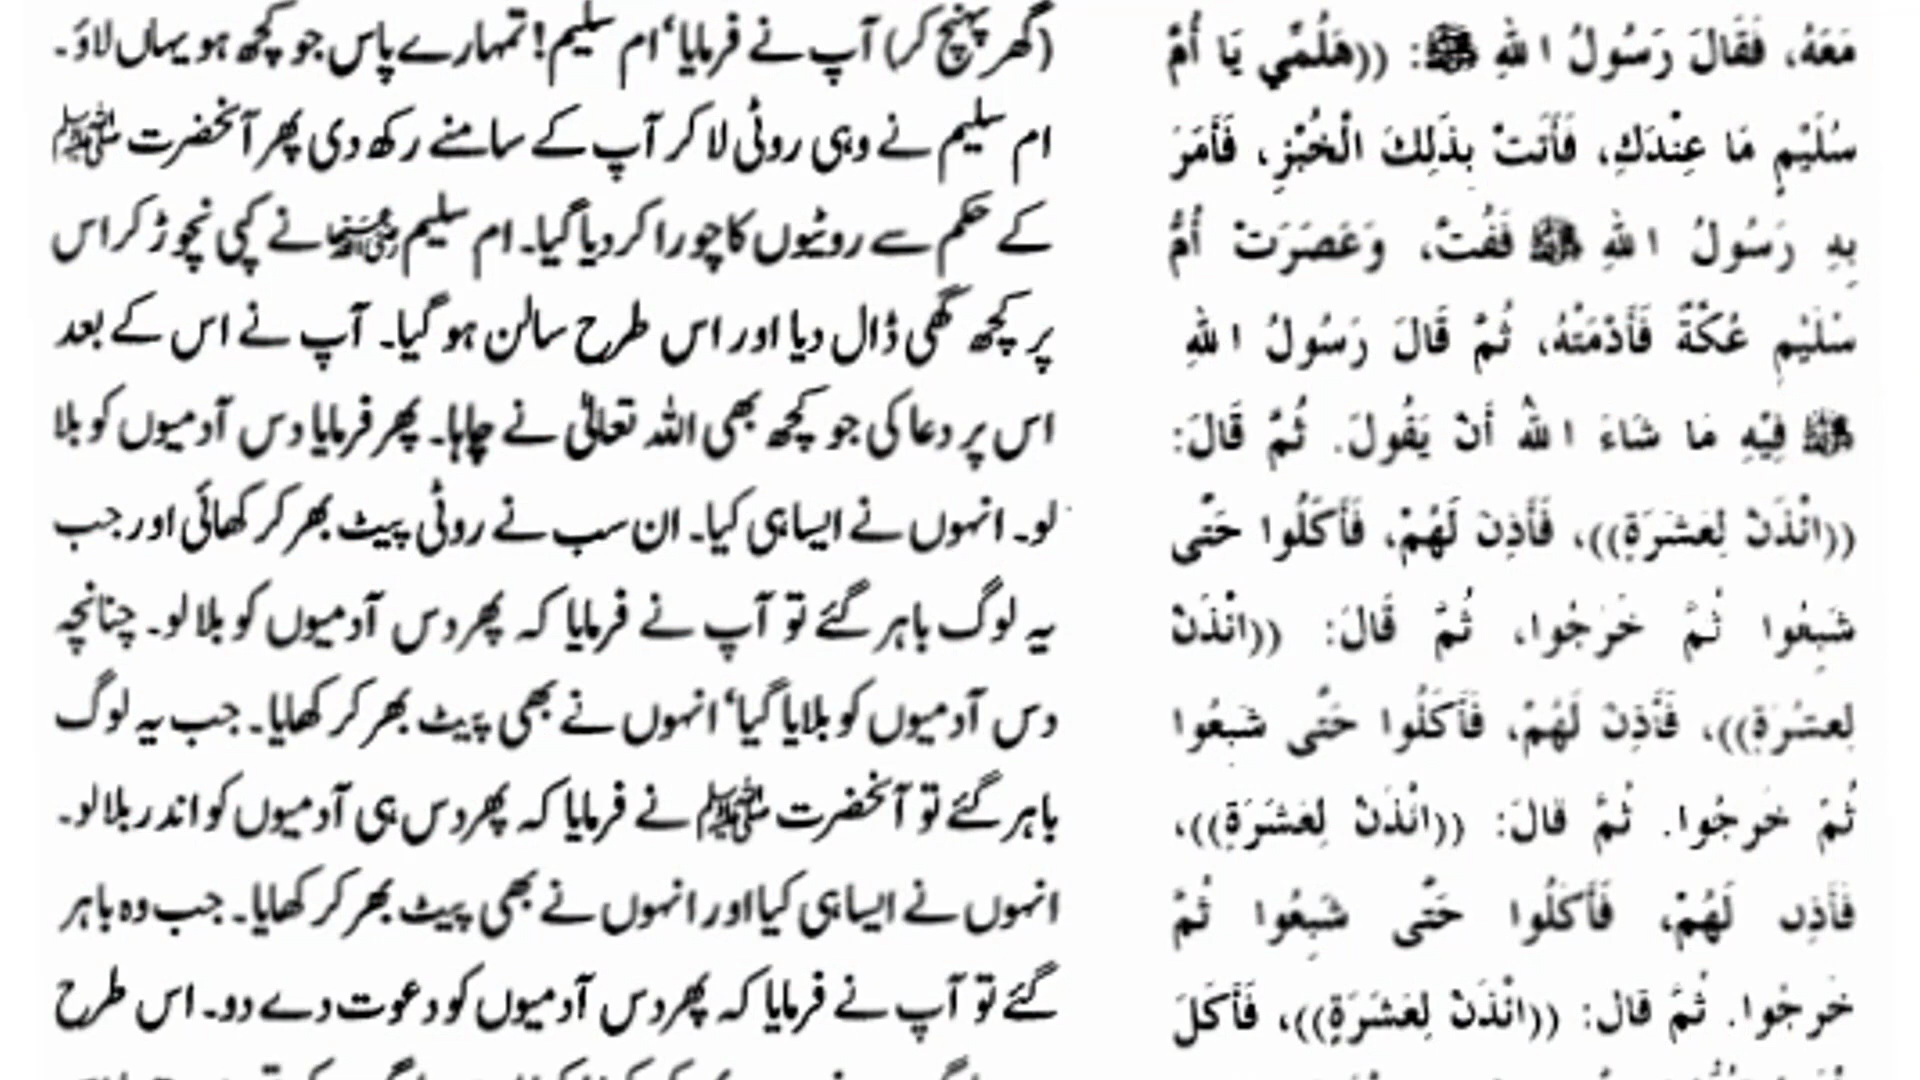 مَعَهُ، فَقَالَ رَسُولُ اللهِ ﷺ: ((هَلُمِّي يَا أُمَّ
سُلَيْمٍ مَا عِنْدَكِ، فَأَتَتْ بِذَلِكَ الْخُبْزِ، فَأَمَرَ
بِهِ رَسُولُ اللهِ ﷺ فَفُتَّ، وَعَصَرَتْ أُمُّ
سُلَيْمٍ عُكَّةً فَأَدَمَتْهُ، ثُمَّ قَالَ رَسُولُ اللهِ
ﷺ فِيْهِ مَا شَاءَ اللهُ أَنْ يَقُولَ. ثُمَّ قَالَ:
((ائْذَنْ لِعَشَرَةٍ))، فَأَذِنَ لَهُمْ، فَأَكَلُوا حَتَّى
شَبِعُوا ثُمَّ خَرَجُوا، ثُمَّ قَالَ: ((ائْذَنْ
لِعَشَرَةٍ))، فَأَذِنَ لَهُمْ، فَأَكَلُوا حَتَّى شَبِعُوا
ثُمَّ خَرَجُوا. ثُمَّ قَالَ: ((ائْذَنْ لِعَشَرَةٍ))،
فَأَذِنَ لَهُمْ، فَأَكَلُوا حَتَّى شَبِعُوا ثُمَّ
خَرَجُوا. ثُمَّ قَالَ: ((ائْذَنْ لِعَشَرَةٍ))، فَأَكَلَ
(گھر پہنچ کر) آپ نے فرمایا‘ ام سلیم! تمہارے پاس جو کچھ ہو یہاں لاؤ۔
ام سلیم نے وہی روٹی لا کر آپ کے سامنے رکھ دی پھر آنحضرت ﷺ
کے حکم سے روٹیوں کا چورا کر دیا گیا۔ ام سلیم رضی اللہ عنہا نے کپی نچوڑ کر اس
پر کچھ گھی ڈال دیا اور اس طرح سالن ہو گیا۔ آپ نے اس کے بعد
اس پر دعا کی جو کچھ بھی اللہ تعالیٰ نے چاہا۔ پھر فرمایا دس آدمیوں کو بلا
لو۔ انہوں نے ایسا ہی کیا۔ ان سب نے روٹی پیٹ بھر کر کھائی اور جب
یہ لوگ باہر گئے تو آپ نے فرمایا کہ پھر دس آدمیوں کو بلا لو۔ چنانچہ
دس آدمیوں کو بلایا گیا‘ انہوں نے بھی پیٹ بھر کر کھایا۔ جب یہ لوگ
باہر گئے تو آنحضرت ﷺ نے فرمایا کہ پھر دس ہی آدمیوں کو اندر بلا لو۔
انہوں نے ایسا ہی کیا اور انہوں نے بھی پیٹ بھر کر کھایا۔ جب وہ باہر
گئے تو آپ نے فرمایا کہ پھر دس آدمیوں کو دعوت دے دو۔ اس طرح